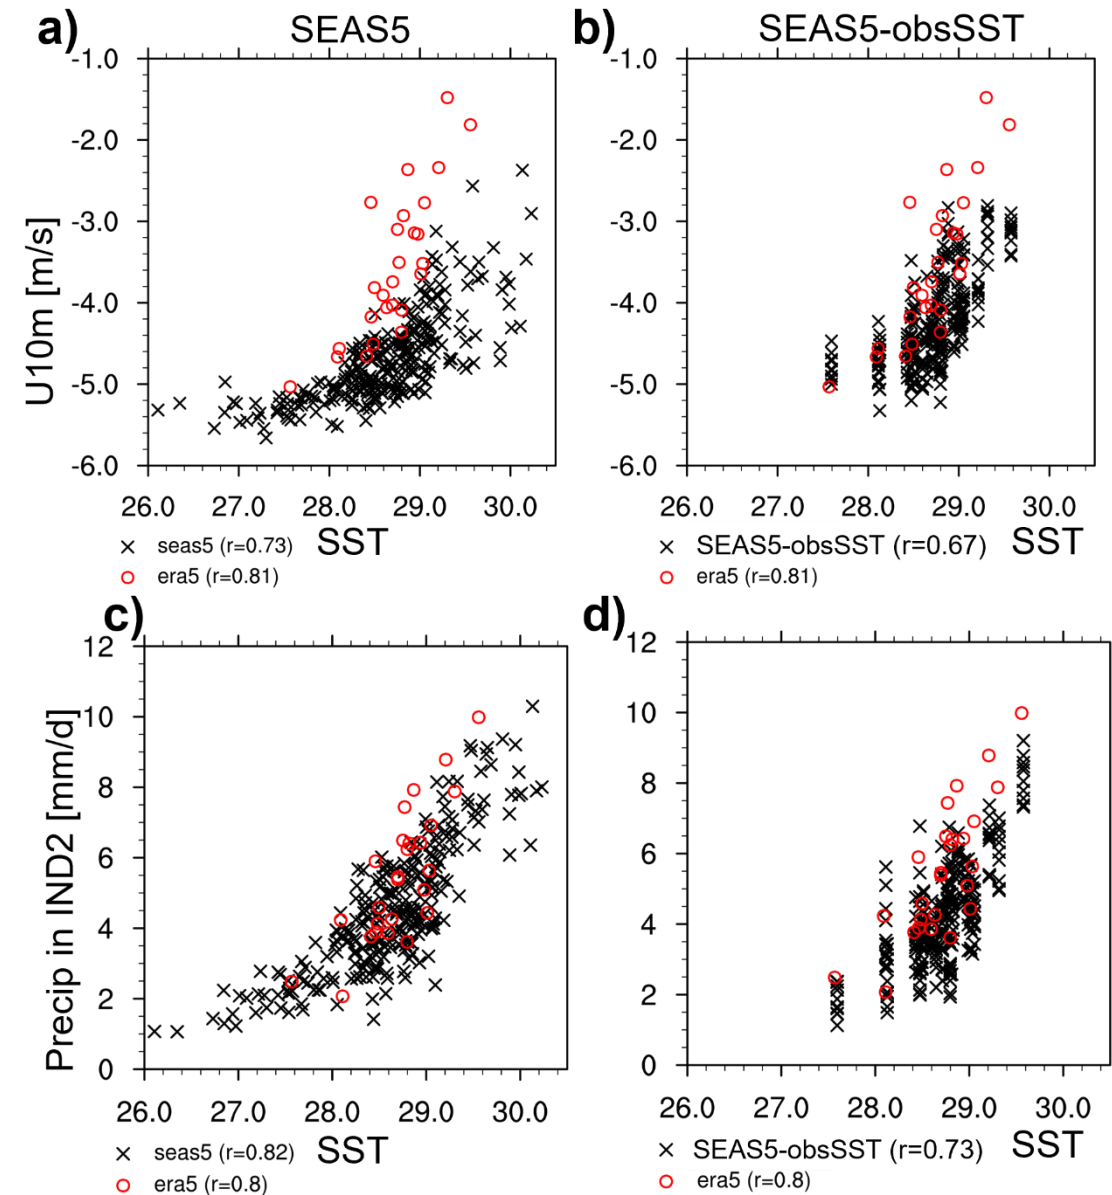 a) SEAS5
b) SEAS5-obsSST
U10m [m/s]
-1.0
-2.0
-3.0
-4.0
-5.0
-6.0
26.0 27.0 28.0 29.0 30.0
SST
× seas5 (r=0.73)
○ era5 (r=0.81)
-1.0
-2.0
-3.0
-4.0
-5.0
-6.0
26.0 27.0 28.0 29.0 30.0
SST
× SEAS5-obsSST (r=0.67)
○ era5 (r=0.81)
c)
d)
Precip in IND2 [mm/d]
12
10
8
6
4
2
0
26.0 27.0 28.0 29.0 30.0
SST
× seas5 (r=0.82)
○ era5 (r=0.8)
12
10
8
6
4
2
0
26.0 27.0 28.0 29.0 30.0
SST
× SEAS5-obsSST (r=0.73)
○ era5 (r=0.8)